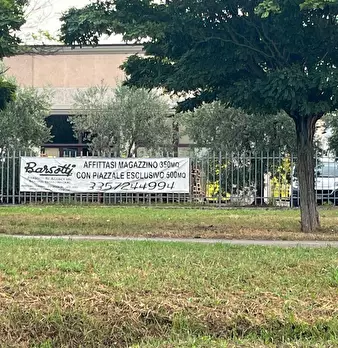 Barsotti
AFFITTASI MAGAZZINO 350MQ
CON PIAZZALE ESCLUSIVO 500MQ
3357244994